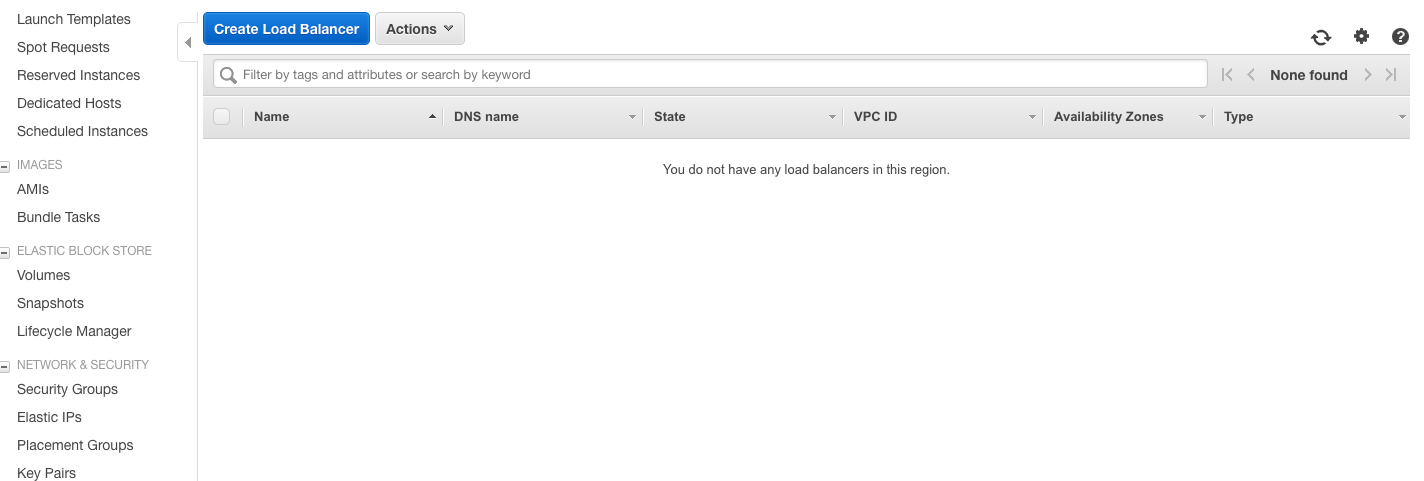 Launch Templates
Spot Requests
Reserved Instances
Dedicated Hosts
Scheduled Instances
IMAGES
AMIs
Bundle Tasks
ELASTIC BLOCK STORE
Volumes
Snapshots
Lifecycle Manager
NETWORK & SECURITY
Security Groups
Elastic IPs
Placement Groups
Key Pairs
Create Load Balancer Actions
Filter by tags and attributes or search by keyword None found
Name DNS name State VPC ID Availability Zones Type
You do not have any load balancers in this region.